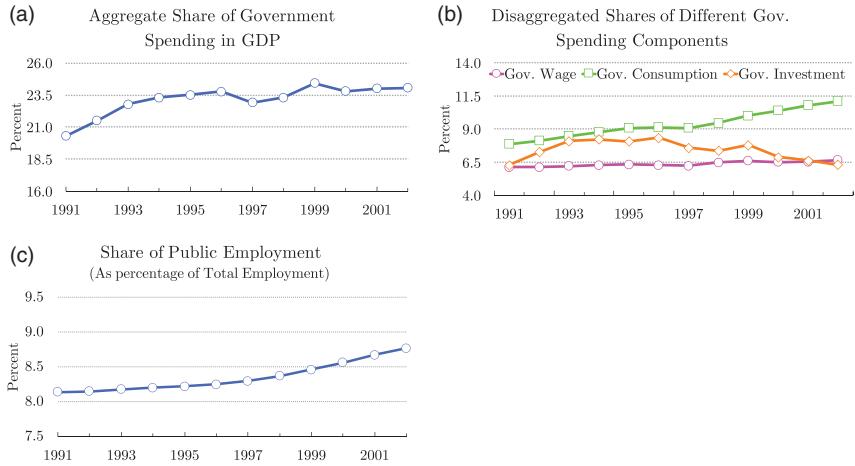 (a)
Aggregate Share of Government
Spending in GDP
Percent
26.0
23.5
21.0
18.5
16.0
1991 1993 1995 1997 1999 2001
(b)
Disaggregated Shares of Different Gov.
Spending Components
Gov. Wage Gov. Consumption Gov. Investment
Percent
14.0
11.5
9.0
6.5
4.0
1991 1993 1995 1997 1999 2001
(c)
Share of Public Employment
(As percentage of Total Employment)
Percent
9.5
9.0
8.5
8.0
7.5
1991 1993 1995 1997 1999 2001